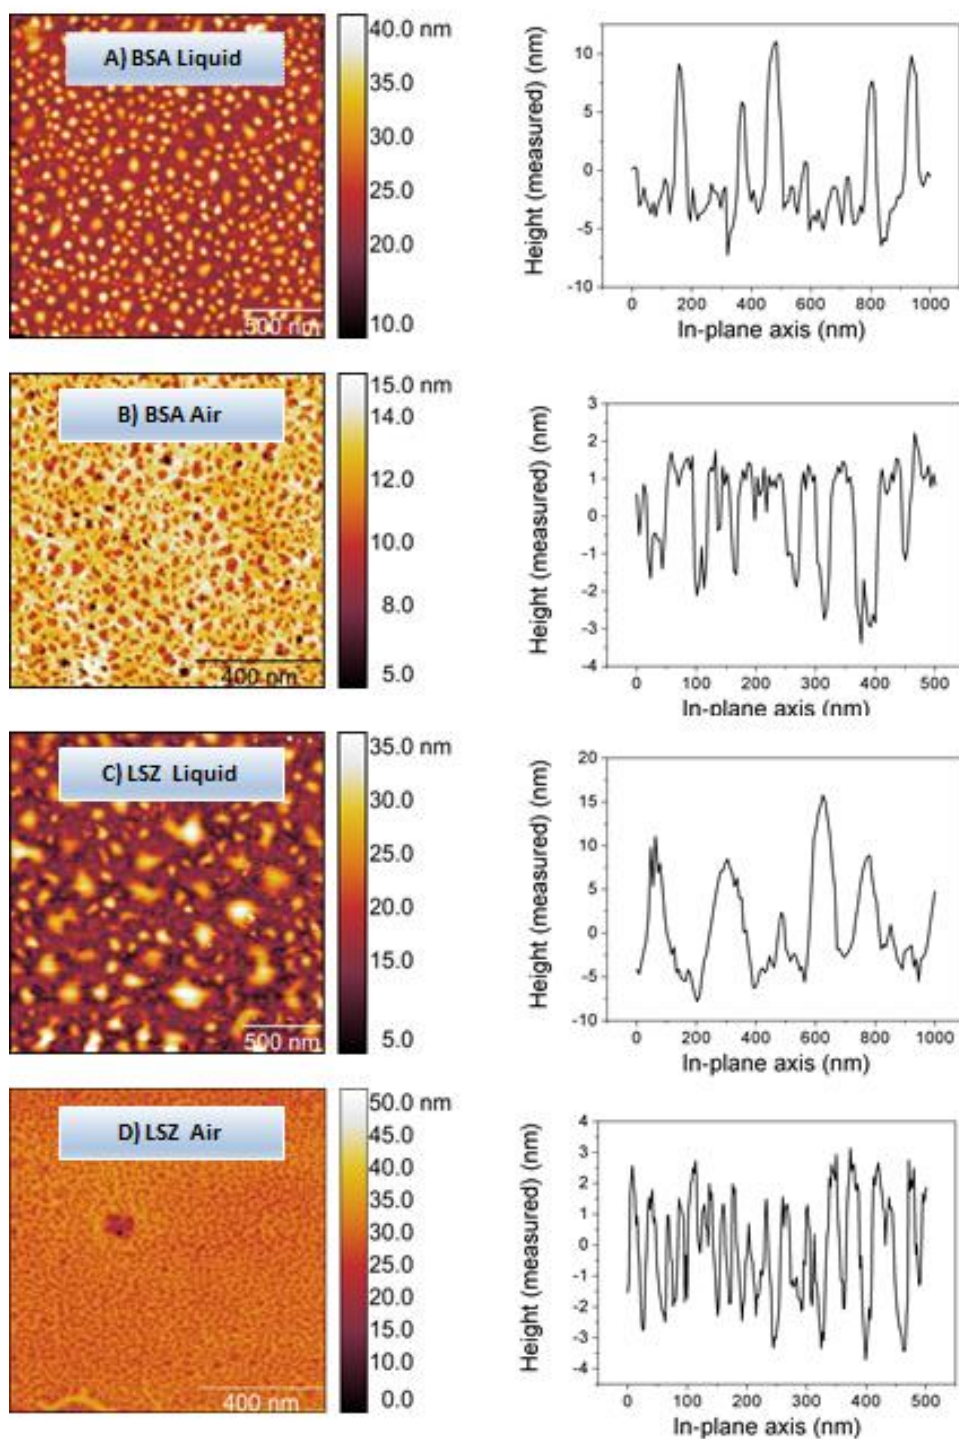 A) BSA Liquid
40.0 nm
35.0
30.0
25.0
20.0
10.0
500 nm
Height (measured) (nm)
10
5
0
-5
-10
0 200 400 600 800 1000
In-plane axis (nm)
B) BSA Air
15.0 nm
14.0
12.0
10.0
8.0
5.0
400 nm
Height (measured) (nm)
3
2
1
0
-1
-2
-3
-4
0 100 200 300 400 500
In-plane axis (nm)
C) LSZ Liquid
35.0 nm
30.0
25.0
20.0
15.0
5.0
500 nm
Height (measured) (nm)
20
15
10
5
0
-5
-10
0 200 400 600 800 1000
In-plane axis (nm)
D) LSZ Air
50.0 nm
45.0
40.0
35.0
30.0
25.0
20.0
15.0
10.0
0.0
400 nm
Height (measured) (nm)
4
3
2
1
0
-1
-2
-3
-4
0 100 200 300 400 500
In-plane axis (nm)